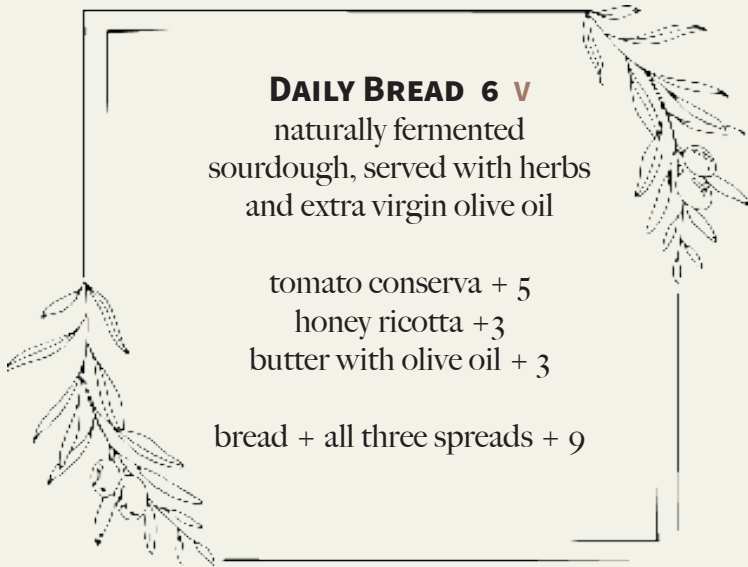 DAILY BREAD 6 V
naturally fermented
sourdough, served with herbs
and extra virgin olive oil
tomato conserva + 5
honey ricotta +3
butter with olive oil + 3
bread + all three spreads + 9